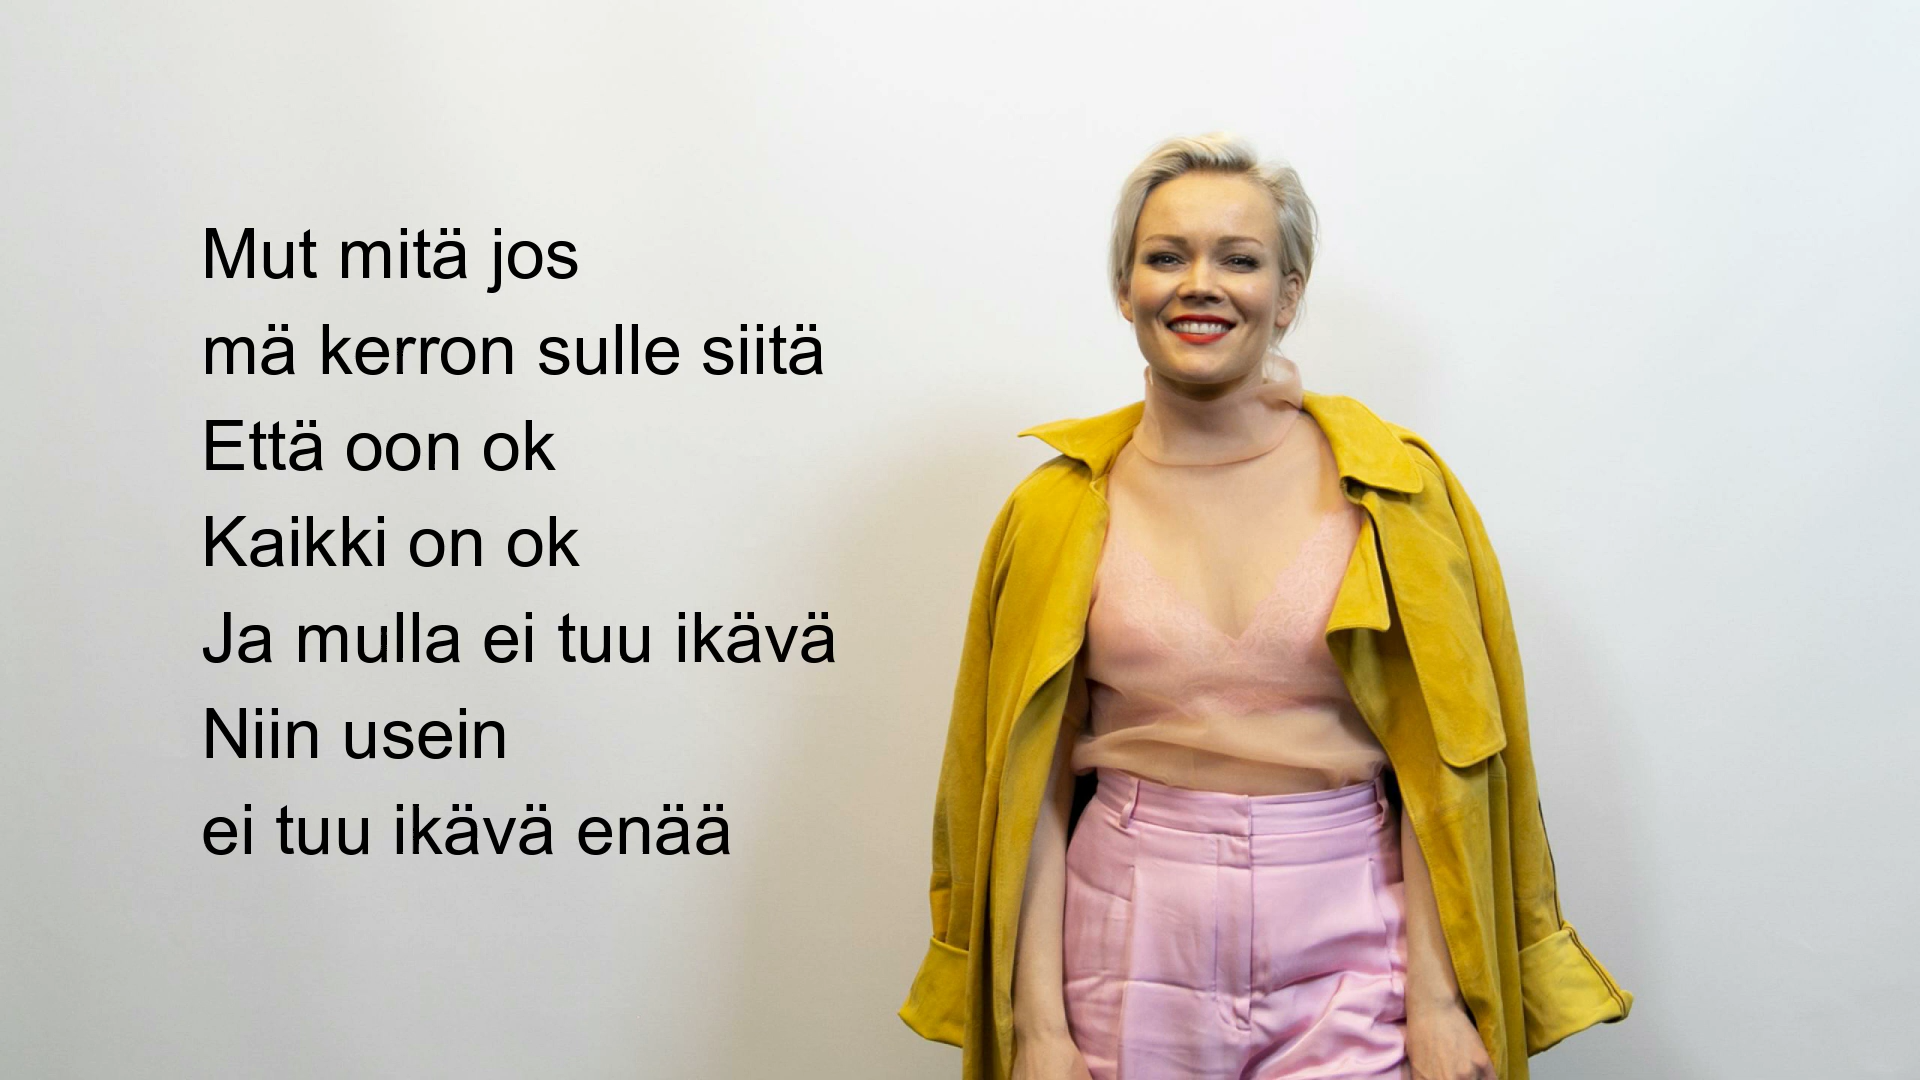 Mut mitä jos
mä kerron sulle siitä
Että oon ok
Kaikki on ok
Ja mulla ei tuu ikävä
Niin usein
ei tuu ikävä enää